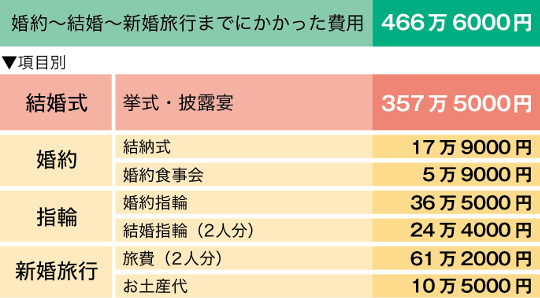 婚約～結婚～新婚旅行までにかかった費用 466万6000円
▼項目別
結婚式 挙式・披露宴 357万5000円
婚約 結納式 17万9000円
婚約食事会 5万9000円
指輪 婚約指輪 36万5000円
結婚指輪（2人分） 24万4000円
新婚旅行 旅費（2人分） 61万2000円
お土産代 10万5000円